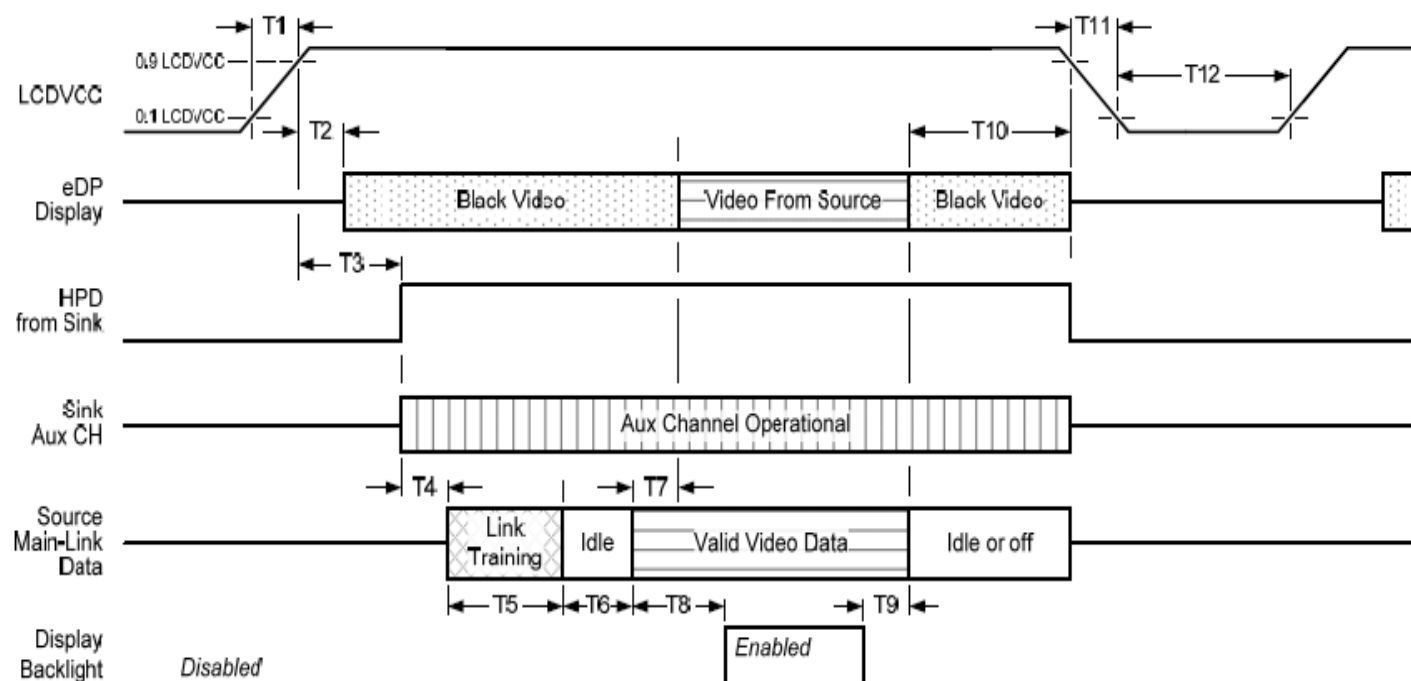 T1
T11
0.9 LCDVCC
T12
LCDVCC
0.1 LCDVCC
T2
T10
eDP
Display
Black Video
Video From Source
Black Video
T3
HPD
from Sink
Sink
Aux CH
Aux Channel Operational
T4
T7
Source
Main-Link
Data
Link
Training
Idle
Valid Video Data
Idle or off
T5
T6
T8
T9
Display
Backlight
Disabled
Enabled